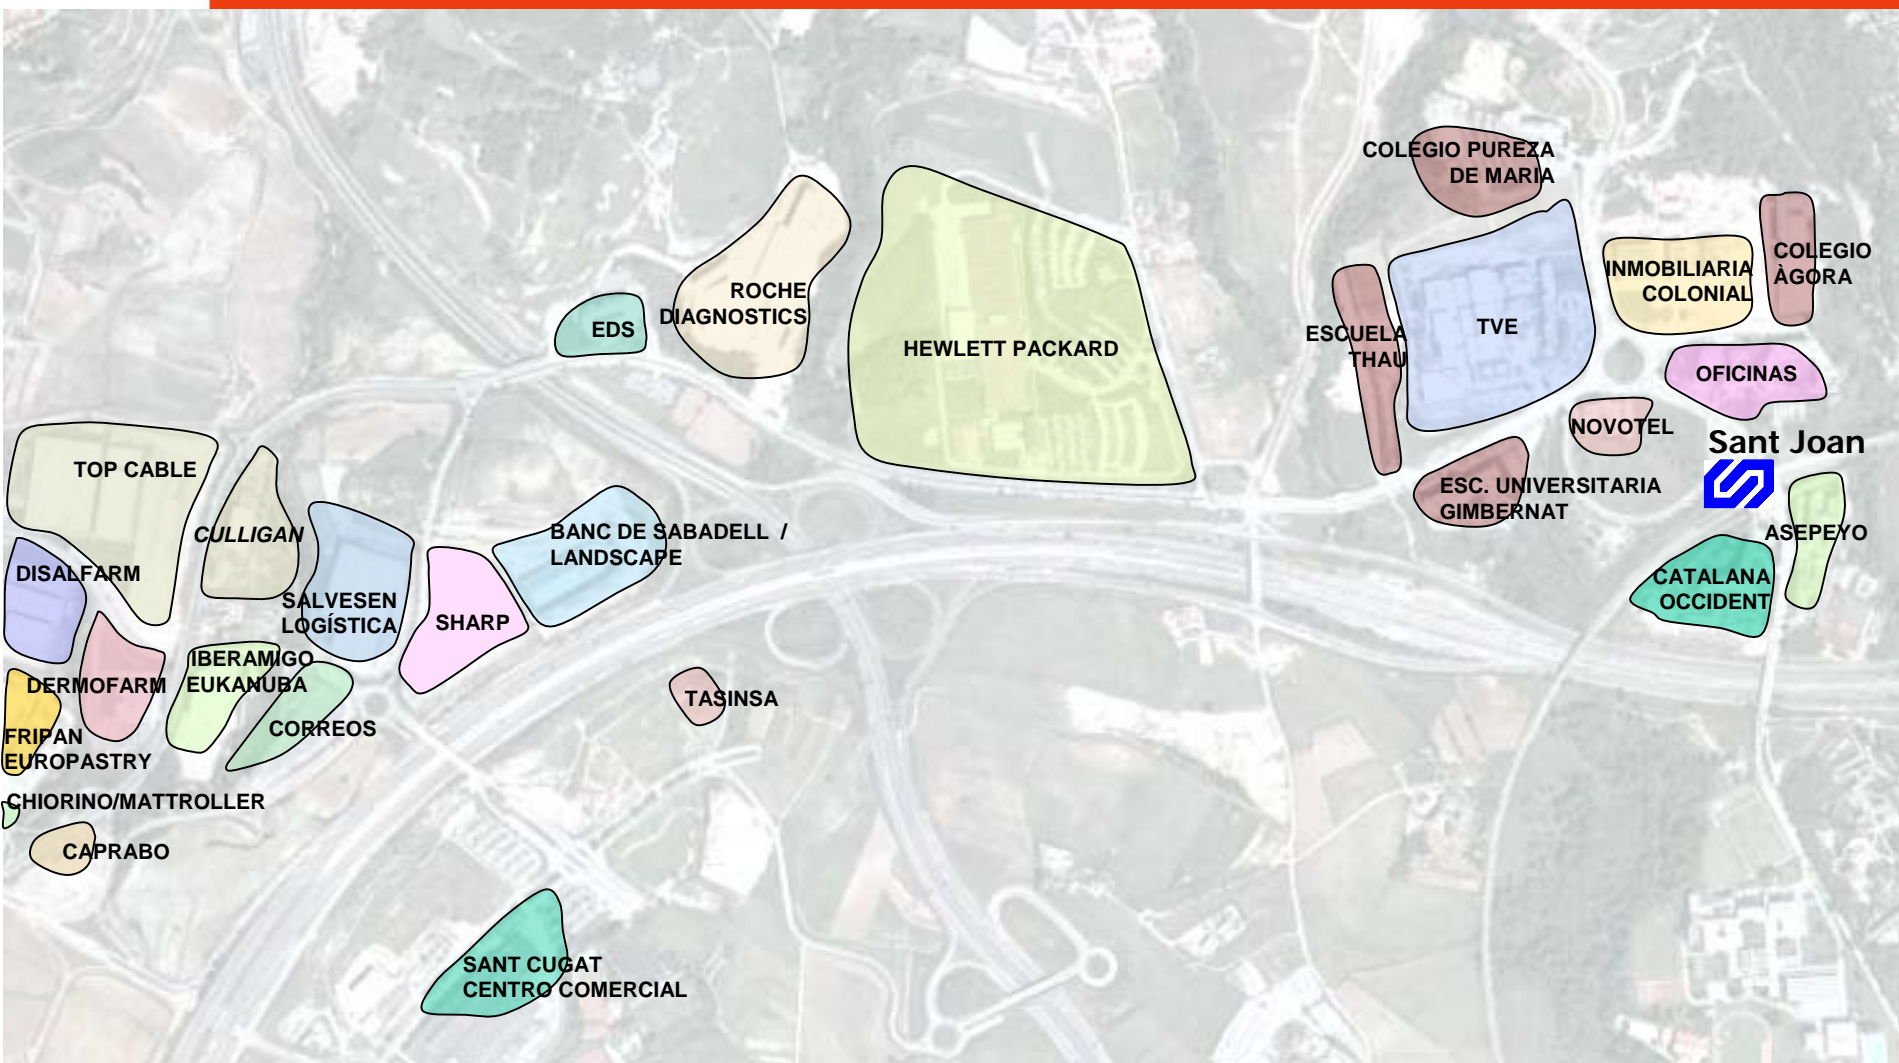 COLEGIO PUREZA
DE MARIA
COLEGIO
ÀGORA
INMOBILIARIA
COLONIAL
ROCHE
DIAGNOSTICS
EDS
HEWLETT PACKARD
ESCUELA
THAU
TVE
OFICINAS
NOVOTEL
Sant Joan
TOP CABLE
CULLIGAN
ESC. UNIVERSITARIA
GIMBERNAT
BANC DE SABADELL /
LANDSCAPE
ASEPEYO
DISALFARM
CATALANA
OCCIDENT
SALVESEN
LOGÍSTICA
SHARP
IBERAMIGO
EUKANUBA
DERMOFARM
TASINSA
CORREOS
FRIPAN
EUROPASTRY
CHIORINO/MATTROLLER
CAPRABO
SANT CUGAT
CENTRO COMERCIAL